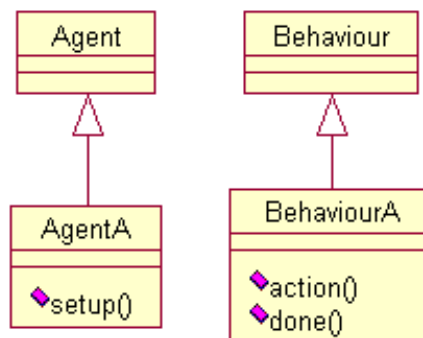 Agent
Behaviour
AgentA
setup()
BehaviourA
action()
done()